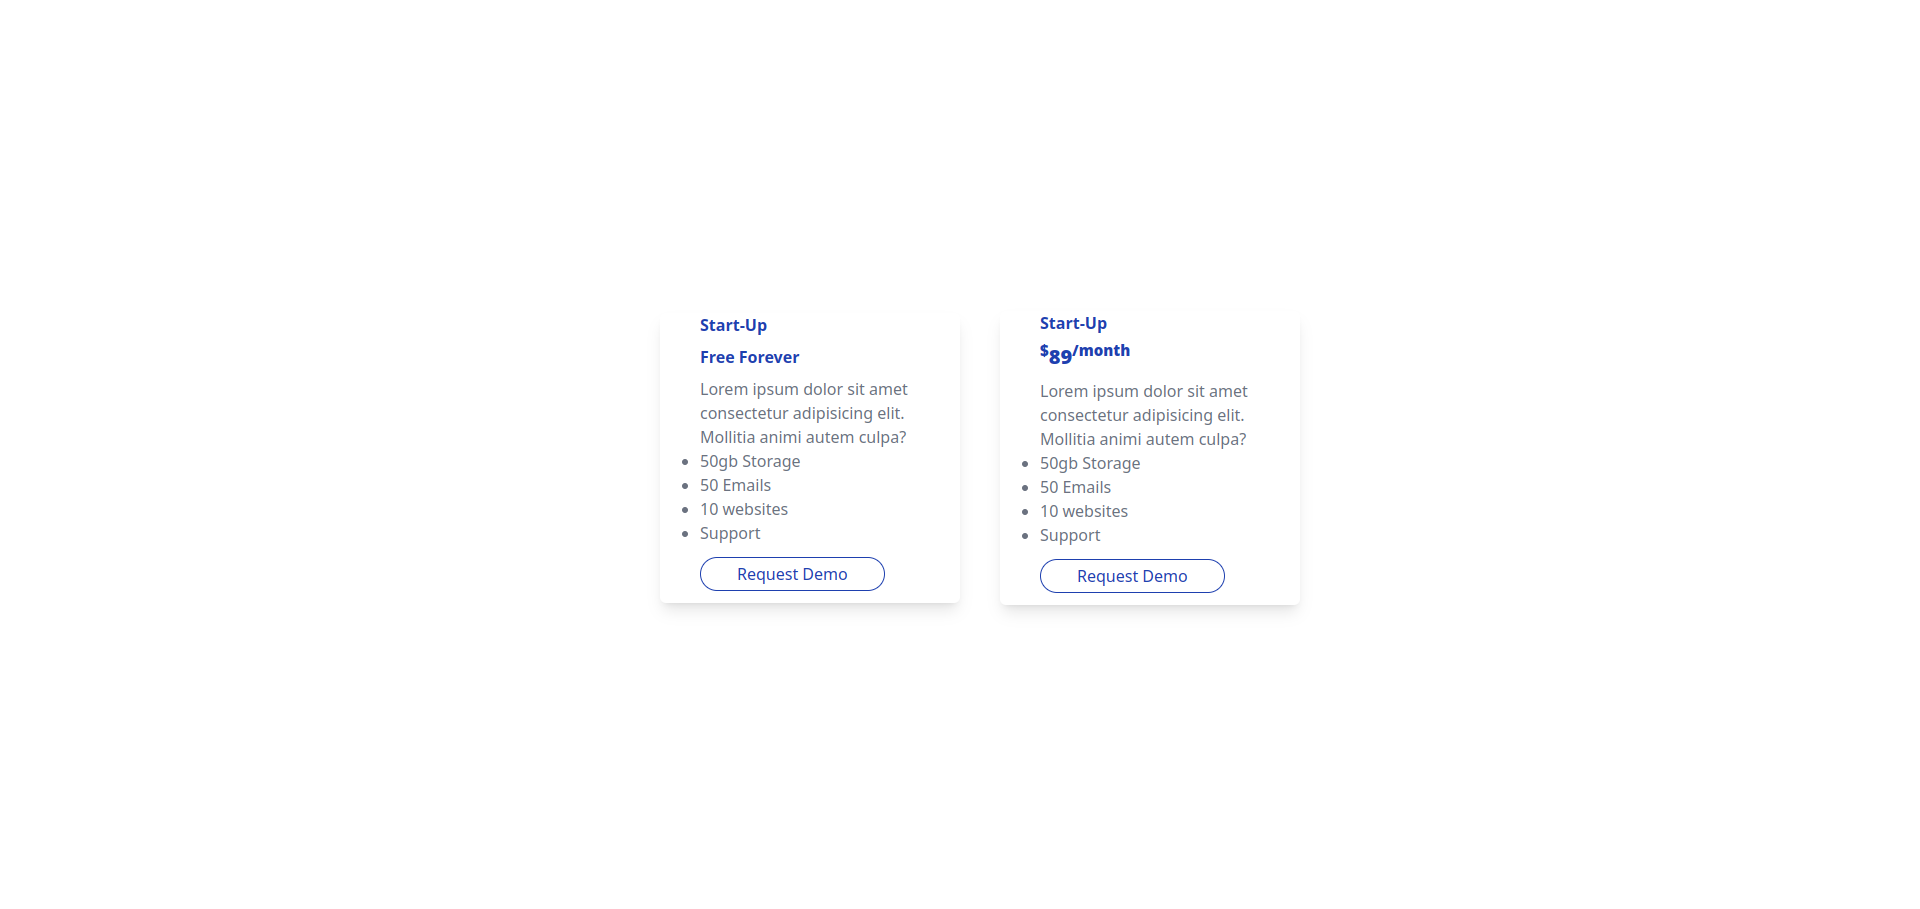 Start-Up
Free Forever
Lorem ipsum dolor sit amet
consectetur adipisicing elit.
Mollitia animi autem culpa?
50gb Storage
50 Emails
10 websites
Support
Request Demo
Start-Up
$89/month
Lorem ipsum dolor sit amet
consectetur adipisicing elit.
Mollitia animi autem culpa?
50gb Storage
50 Emails
10 websites
Support
Request Demo